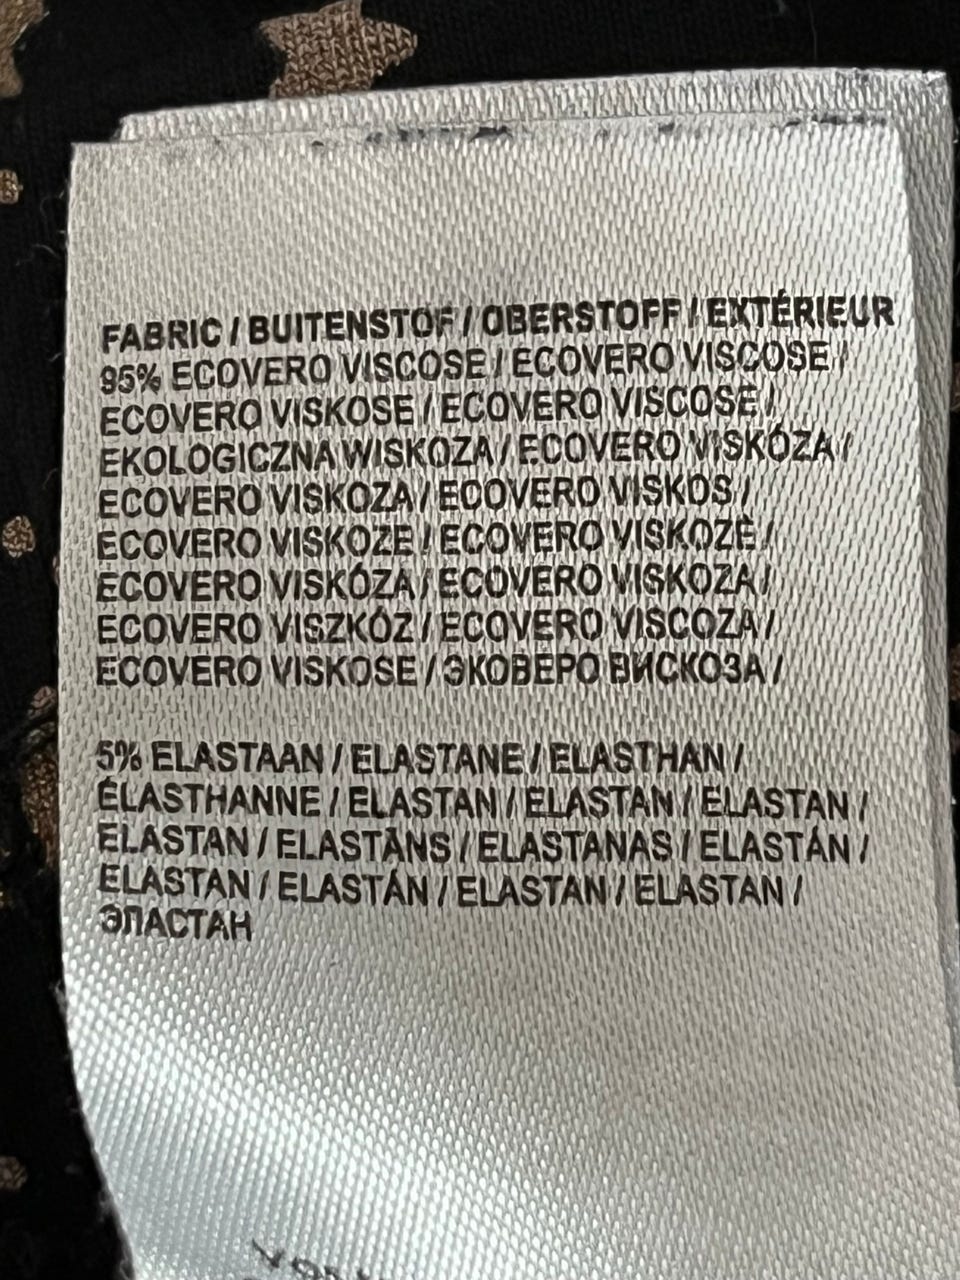 FABRIC / BUITENSTOF / OBERSTOFF / EXTÉRIEUR
95% ECOVERO VISCOSE / ECOVERO VISCOSE /
ECOVERO VISKOSE / ECOVERO VISCOSE /
EKOLOGICZNA WISKOZA / ECOVERO VISKÓZA /
ECOVERO VISKOZA / ECOVERO VISKOS /
ECOVERO VISKOZE / ECOVERO VISKOZĖ /
ECOVERO VISKÓZA / ECOVERO VISKOZA /
ECOVERO VISZKÓZ / ECOVERO VISCOZA /
ECOVERO VISKOSE / ЭКОВЕРО ВИСКОЗА /
5% ELASTAAN / ELASTANE / ELASTHAN /
ÉLASTHANNE / ELASTAN / ELASTAN / ELASTAN /
ELASTAN / ELASTĀNS / ELASTANAS / ELASTÁN /
ELASTAN / ELASTÁN / ELASTAN / ELASTAN /
ЭЛАСТАН